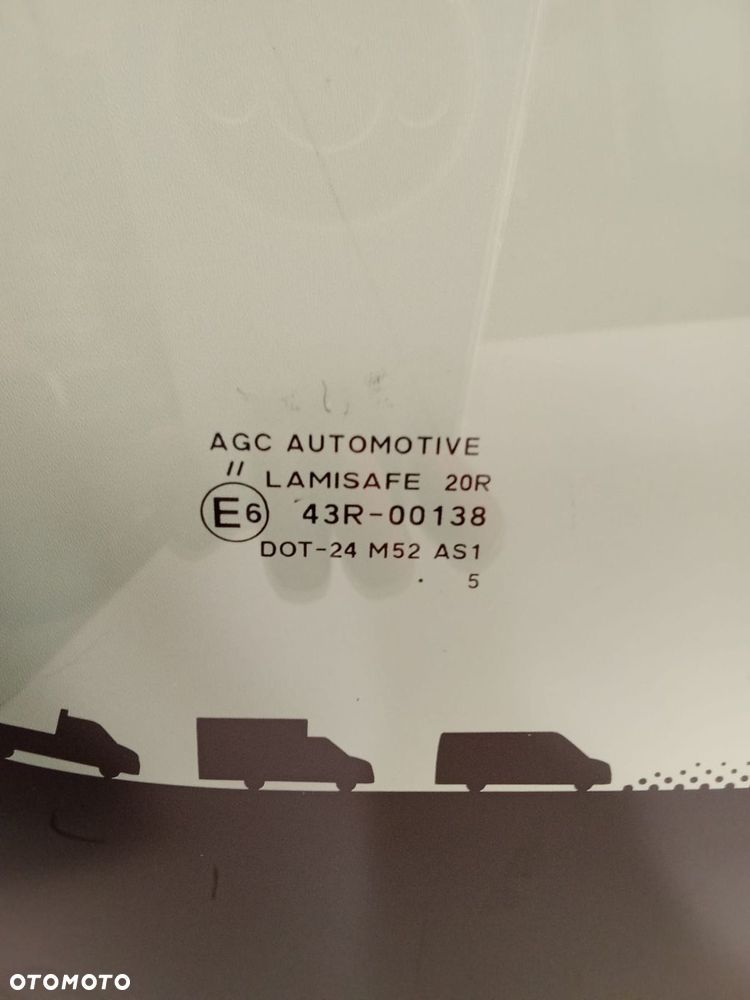 AGC AUTOMOTIVE
// LAMISAFE 20R
E6 43R-00138
DOT-24 M52 AS1
. 5
OTOMOTO